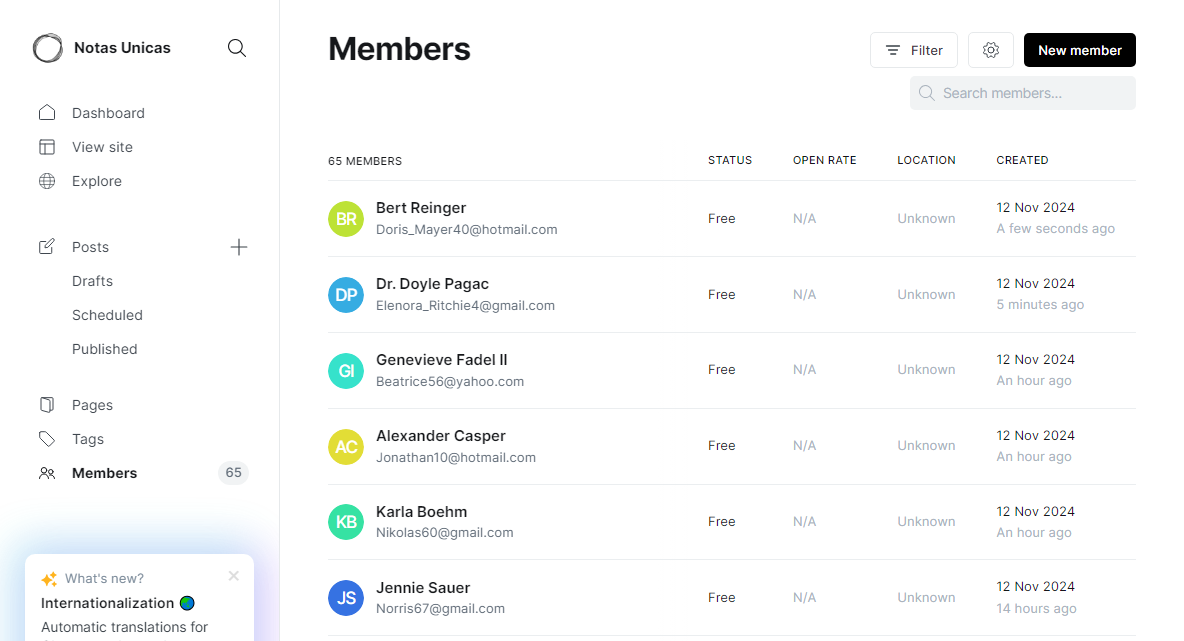 Notas Unicas
Dashboard
View site
Explore
Posts
Drafts
Scheduled
Published
Pages
Tags
Members
65
What's new?
Internationalization
Automatic translations for
Members
Filter
New member
Search members...
65 MEMBERS STATUS OPEN RATE LOCATION CREATED
BR Bert Reinger Doris_Mayer40@hotmail.com Free N/A Unknown 12 Nov 2024 A few seconds ago
DP Dr. Doyle Pagac Elenora_Ritchie4@gmail.com Free N/A Unknown 12 Nov 2024 5 minutes ago
GI Genevieve Fadel II Beatrice56@yahoo.com Free N/A Unknown 12 Nov 2024 An hour ago
AC Alexander Casper Jonathan10@hotmail.com Free N/A Unknown 12 Nov 2024 An hour ago
KB Karla Boehm Nikolas60@gmail.com Free N/A Unknown 12 Nov 2024 An hour ago
JS Jennie Sauer Norris67@gmail.com Free N/A Unknown 12 Nov 2024 14 hours ago